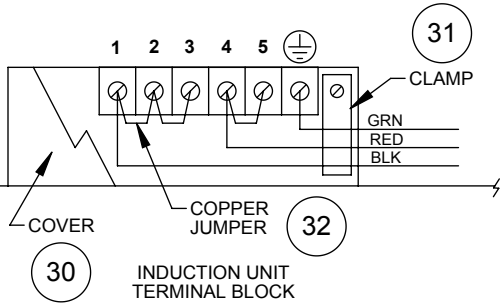 1 2 3 4 5
31
CLAMP
GRN
RED
BLK
COPPER
JUMPER
32
COVER
30
INDUCTION UNIT
TERMINAL BLOCK